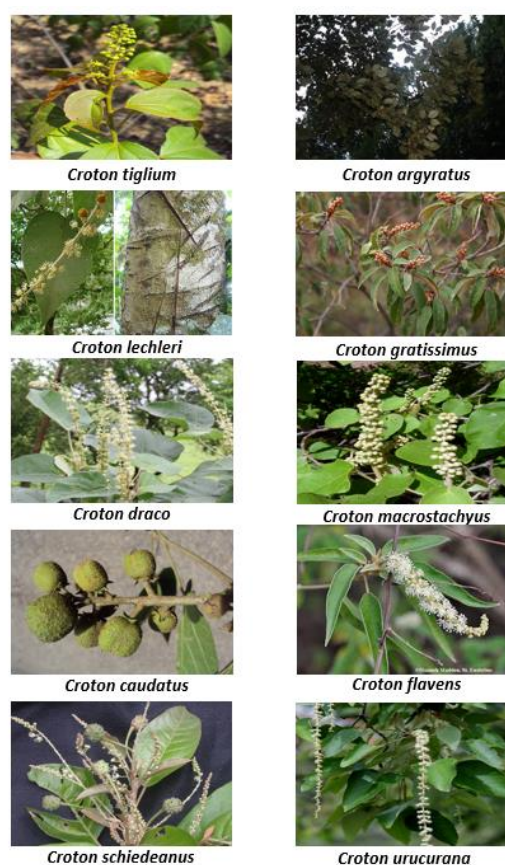 Croton tiglium
Croton argyratus
Croton lechleri
Croton gratissimus
Croton draco
Croton macrostachyus
Croton caudatus
Croton flavens
Croton schiedeanus
Croton urucurana